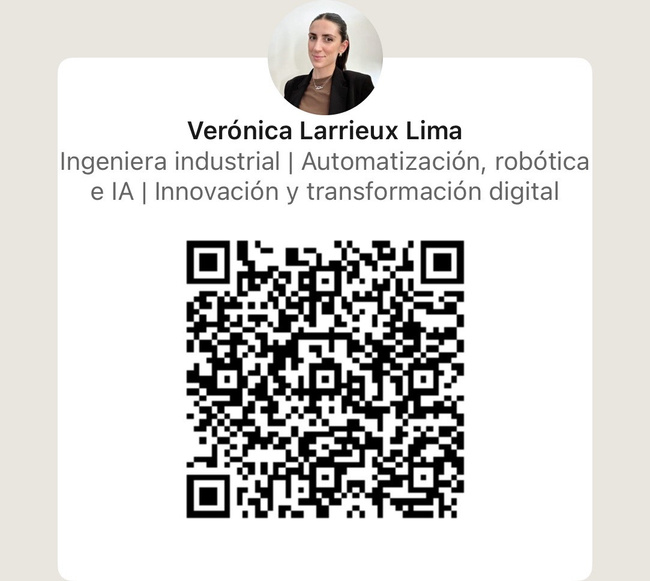 Verónica Larrieux Lima
Ingeniera industrial | Automatización, robótica
e IA | Innovación y transformación digital